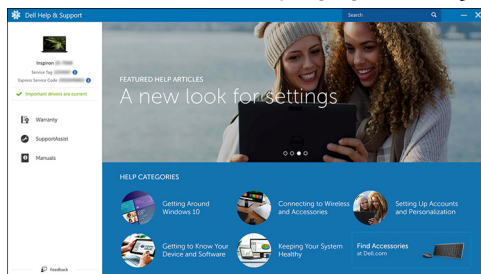 Dell Help & Support
Search
Inspiron
Service Tag
Express Service Code
Important drivers are current
Warranty
SupportAssist
Manuals
Feedback
FEATURED HELP ARTICLES
A new look for settings
HELP CATEGORIES
Getting Around
Windows 10
Connecting to Wireless
and Accessories
Setting Up Accounts
and Personalization
Getting to Know Your
Device and Software
Keeping Your System
Healthy
Find Accessories
at Dell.com